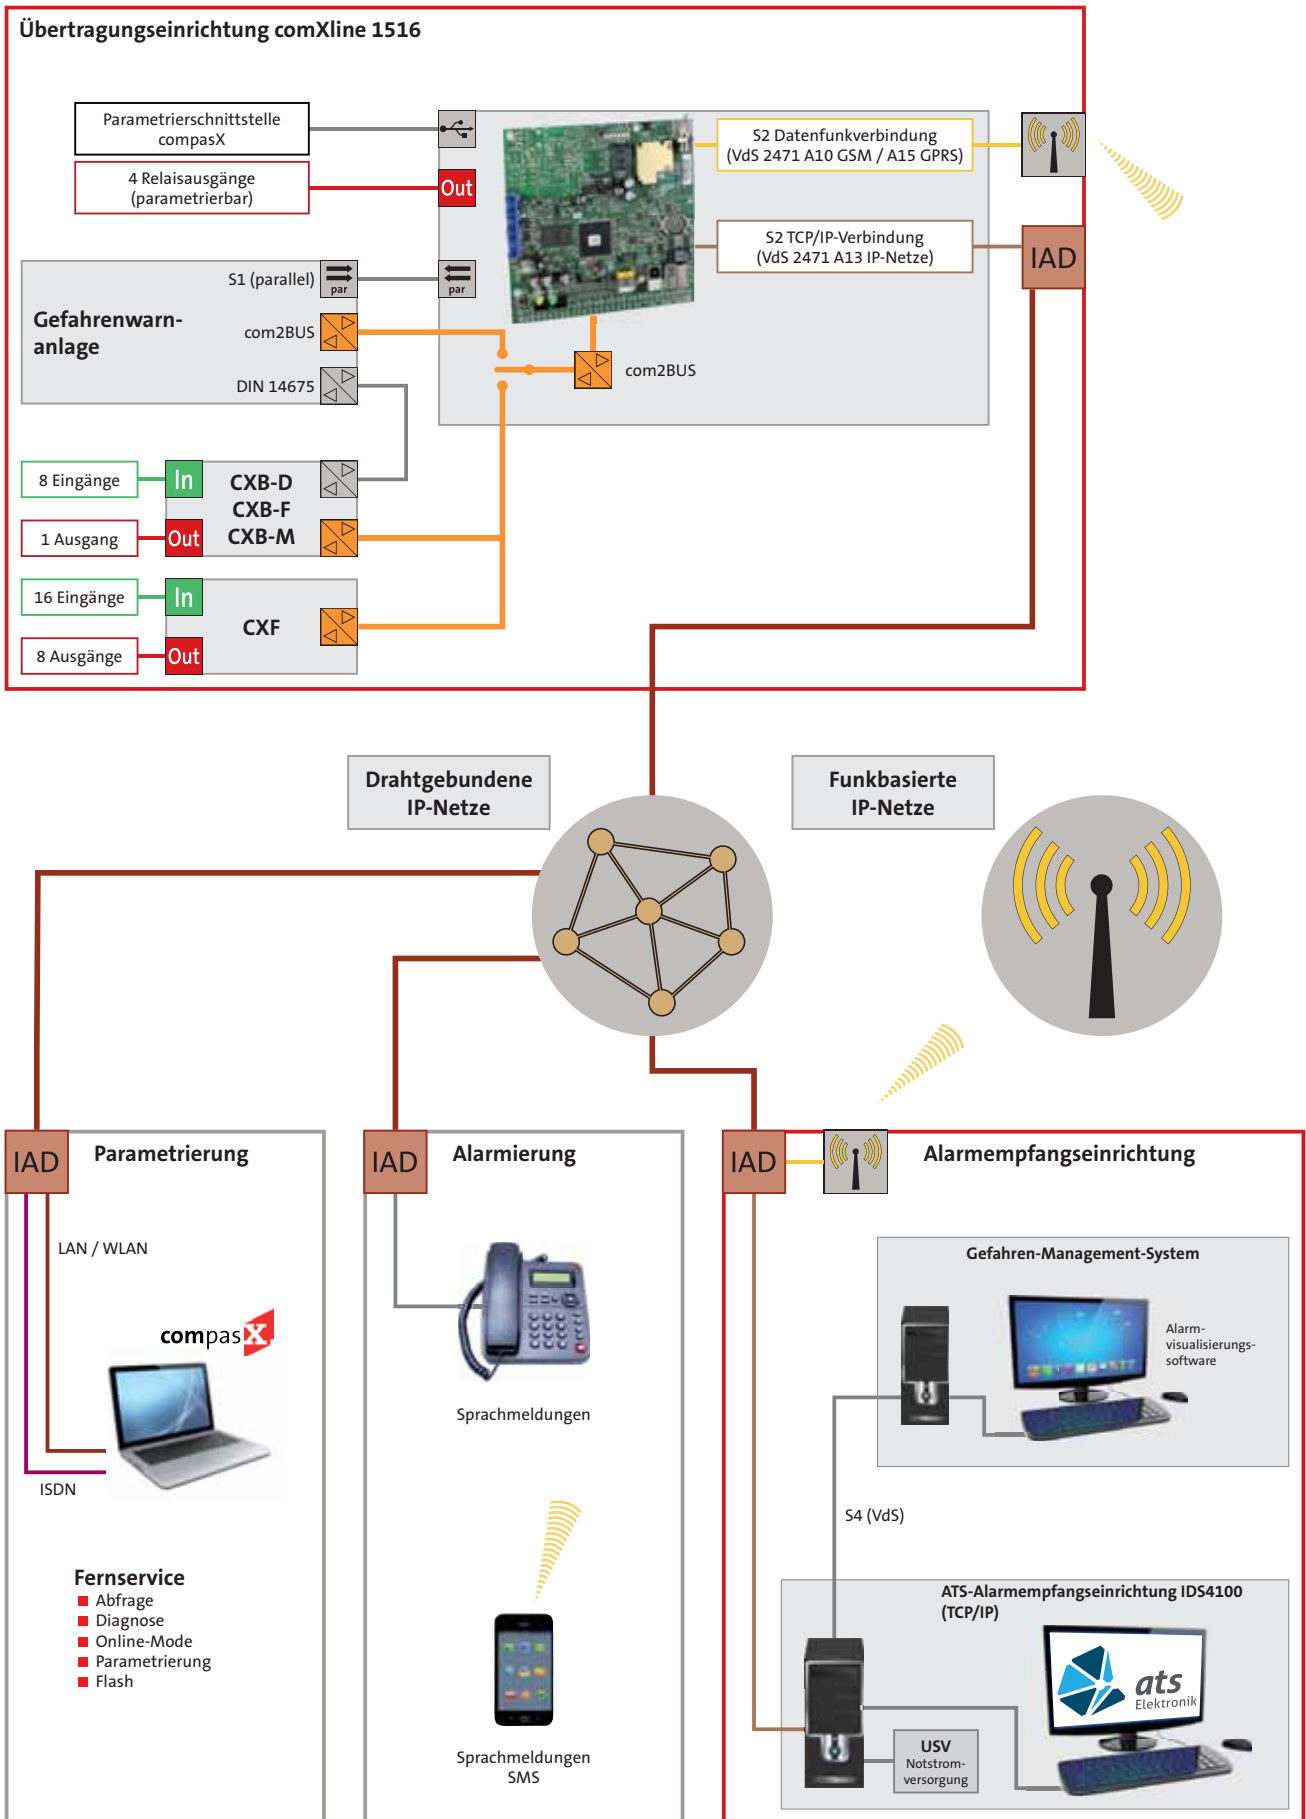 Übertragungseinrichtung comXline 1516
Parametrierschnittstelle
compasX
4 Relaisausgänge
(parametrierbar)
Out
S2 Datenfunkverbindung
(VdS 2471 A10 GSM / A15 GPRS)
S2 TCP/IP-Verbindung
(VdS 2471 A13 IP-Netze)
IAD
Gefahrenwarn-
anlage
S1 (parallel)
par
par
com2BUS
DIN 14675
com2BUS
8 Eingänge
In
1 Ausgang
Out
CXB-D
CXB-F
CXB-M
16 Eingänge
In
8 Ausgänge
Out
CXF
Drahtgebundene
IP-Netze
Funkbasierte
IP-Netze
IAD
Parametrierung
LAN / WLAN
compasX
ISDN
Fernservice
Abfrage
Diagnose
Online-Mode
Parametrierung
Flash
IAD
Alarmierung
Sprachmeldungen
Sprachmeldungen
SMS
IAD
Alarmempfangseinrichtung
Gefahren-Management-System
Alarm-
visualisierungs-
software
S4 (VdS)
ATS-Alarmempfangseinrichtung IDS4100
(TCP/IP)
ats
Elektronik
USV
Notstrom-
versorgung